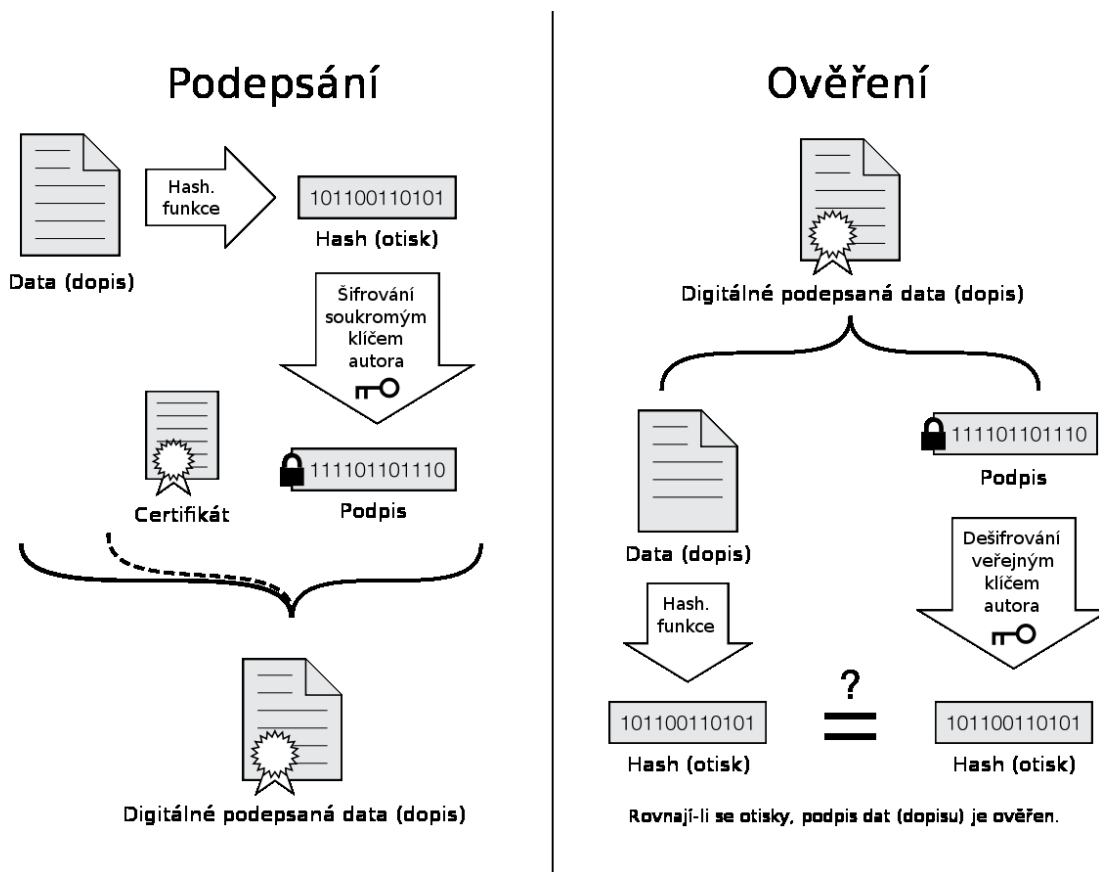 Podepsání
Hash.
funkce
101100110101
Hash (otisk)
Data (dopis)
Šifrování
soukromým
klíčem
autora
111101101110
Certifikát
Podpis
Digitálné podepsaná data (dopis)
Ověření
Digitálné podepsaná data (dopis)
111101101110
Podpis
Data (dopis)
Dešifrování
veřejným
klíčem
autora
Hash.
funkce
?
=
101100110101
101100110101
Hash (otisk)
Hash (otisk)
Rovnají-li se otisky, podpis dat (dopisu) je ověřen.